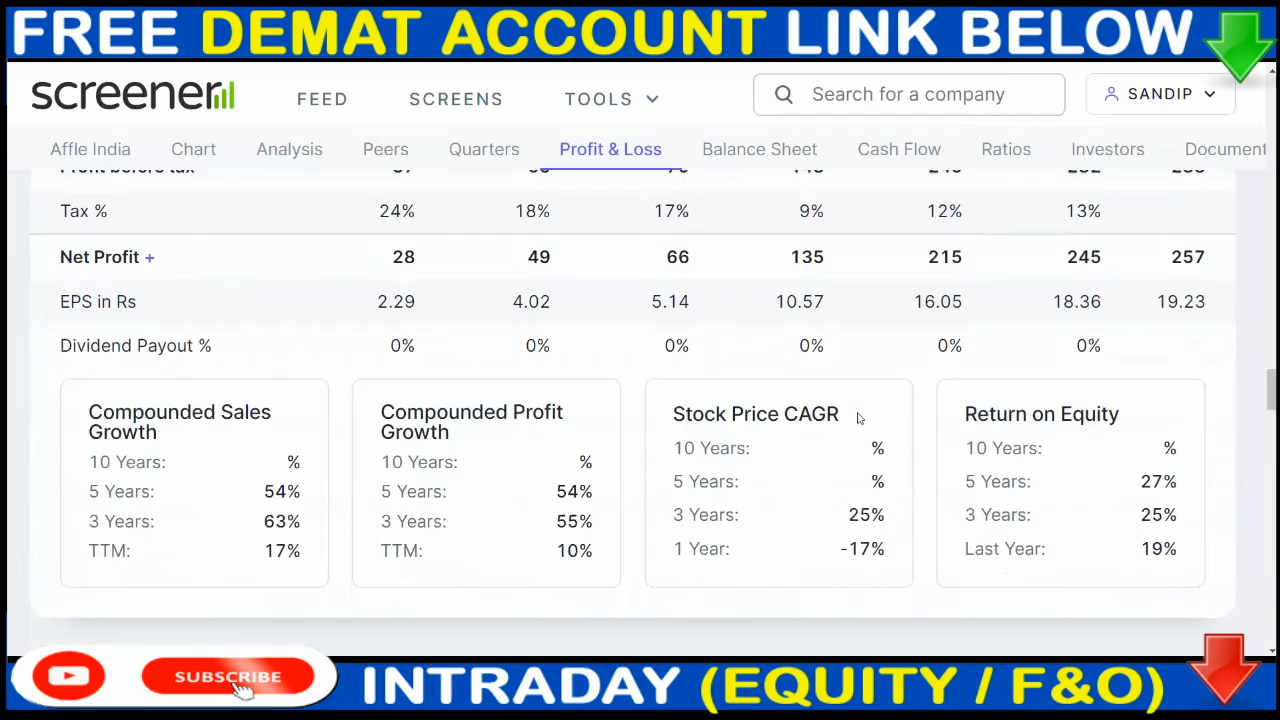 FREE DEMAT ACCOUNT LINK BELOW
screener
FEED SCREENS TOOLS
Search for a company
SANDIP
Affle India Chart Analysis Peers Quarters Profit & Loss Balance Sheet Cash Flow Ratios Investors Document
Profit before tax
Tax % 24% 18% 17% 9% 12% 13%
Net Profit + 28 49 66 135 215 245 257
EPS in Rs 2.29 4.02 5.14 10.57 16.05 18.36 19.23
Dividend Payout % 0% 0% 0% 0% 0% 0%
Compounded Sales
Growth
10 Years: %
5 Years: 54%
3 Years: 63%
TTM: 17%
Compounded Profit
Growth
10 Years: %
5 Years: 54%
3 Years: 55%
TTM: 10%
Stock Price CAGR
10 Years: %
5 Years: %
3 Years: 25%
1 Year: -17%
Return on Equity
10 Years: %
5 Years: 27%
3 Years: 25%
Last Year: 19%
SUBSCRIBE
INTRADAY (EQUITY / F&O)